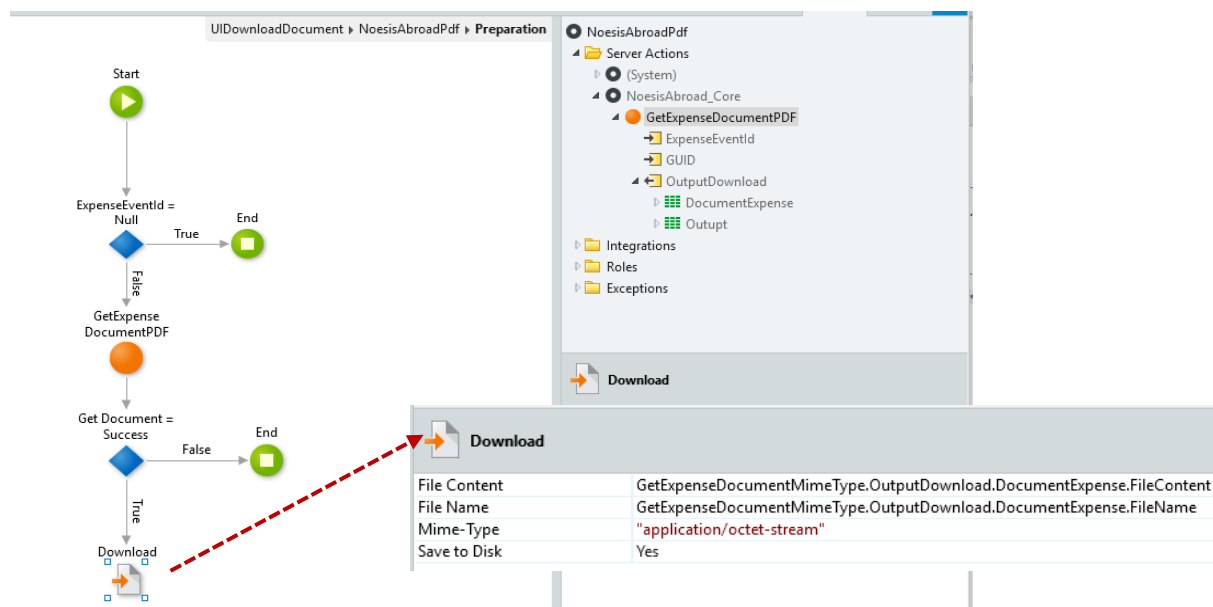 UIDownloadDocument ▸ NoesisAbroadPdf ▸ Preparation
Start
ExpenseEventId =
Null
True
End
False
GetExpense
DocumentPDF
Get Document =
Success
False
End
True
Download
NoesisAbroadPdf
Server Actions
(System)
NoesisAbroad_Core
GetExpenseDocumentPDF
ExpenseEventId
GUID
OutputDownload
DocumentExpense
Outupt
Integrations
Roles
Exceptions
Download
Download
File Content GetExpenseDocumentMimeType.OutputDownload.DocumentExpense.FileContent
File Name GetExpenseDocumentMimeType.OutputDownload.DocumentExpense.FileName
Mime-Type "application/octet-stream"
Save to Disk Yes